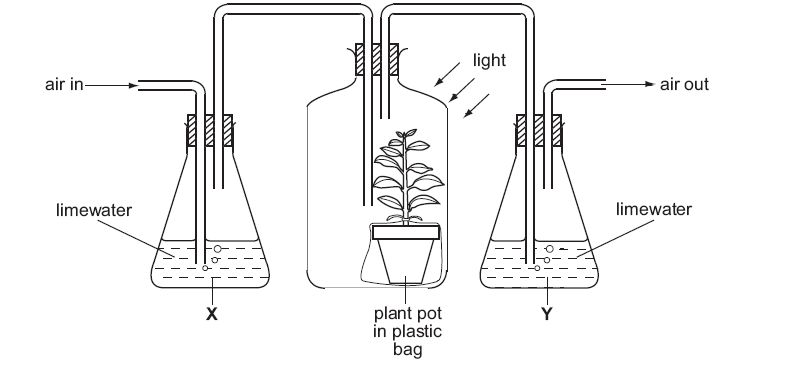 light
air in
air out
limewater
limewater
X
plant pot
in plastic
bag
Y